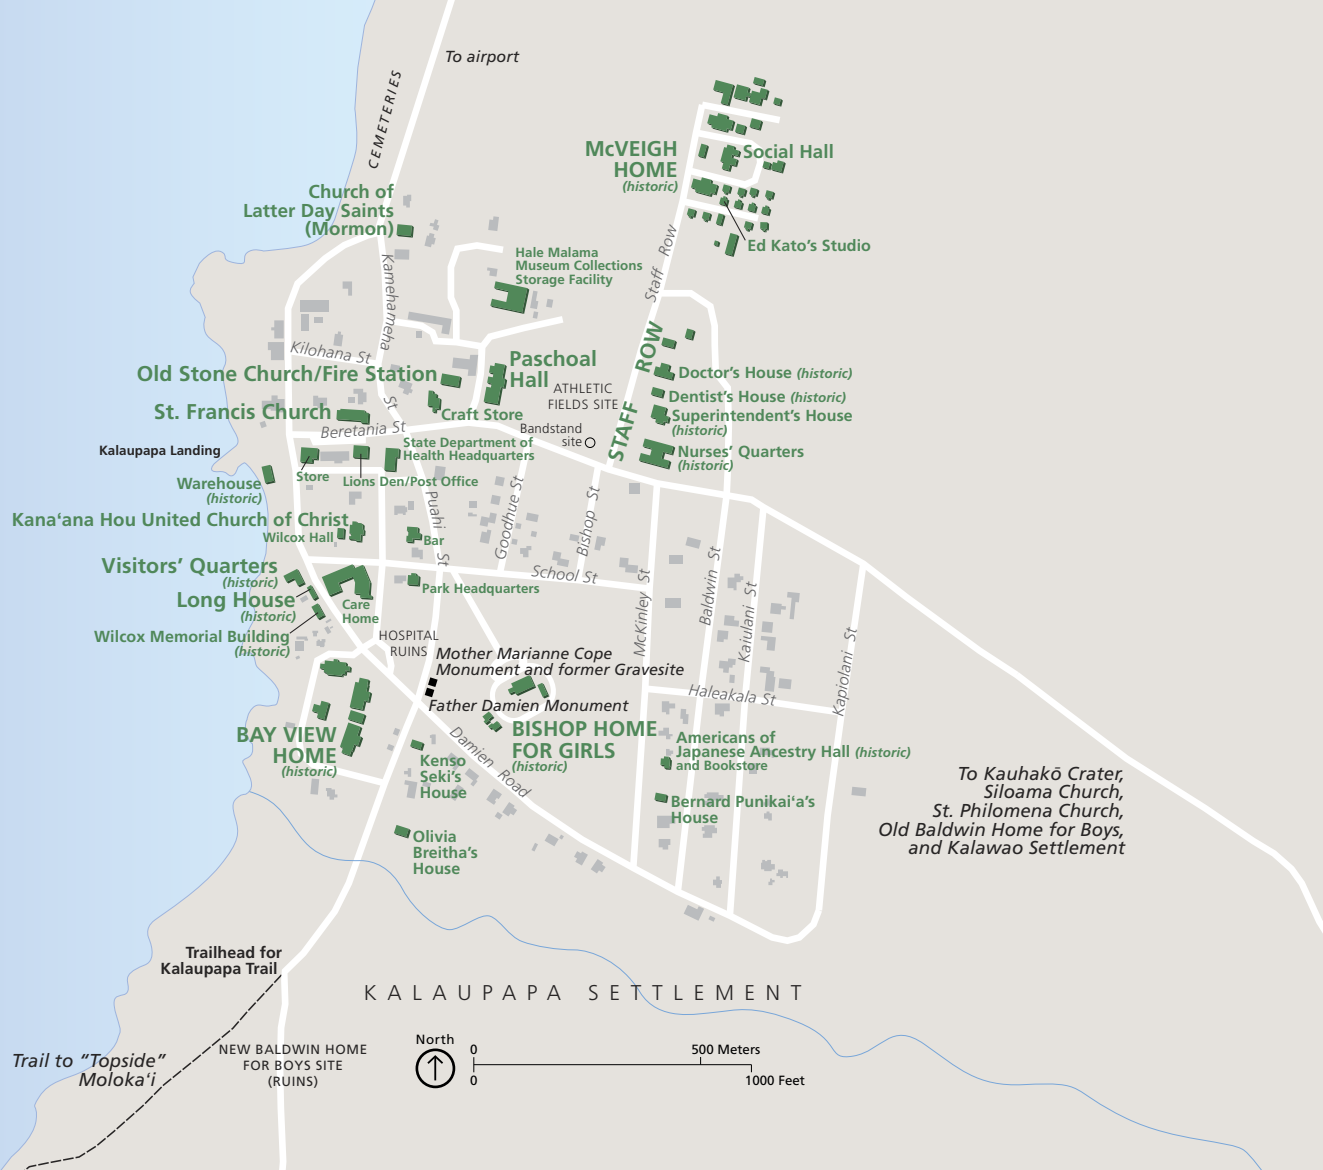 To airport
CEMETERIES
McVEIGH
HOME
(historic)
Social Hall
Church of
Latter Day Saints
(Mormon)
Ed Kato’s Studio
Staff Row
Kamehameha
St
Hale Malama
Museum Collections
Storage Facility
Kilohana St
STAFF ROW
Old Stone Church/Fire Station
Paschoal
Hall
ATHLETIC
FIELDS SITE
Doctor’s House (historic)
Dentist’s House (historic)
Superintendent’s House
(historic)
St. Francis Church
Craft Store
Beretania St
Bandstand
site
Kalaupapa Landing
State Department of
Health Headquarters
Nurses’ Quarters
(historic)
Store
Lions Den/Post Office
Warehouse
(historic)
Puahi St
Goodhue St
Bishop St
Kanaʻana Hou United Church of Christ
Wilcox Hall
Bar
Visitors’ Quarters
(historic)
School St
Park Headquarters
Long House
(historic)
Care
Home
McKinley St
Baldwin St
Kaiulani St
Kapiolani St
Wilcox Memorial Building
(historic)
HOSPITAL
RUINS
Mother Marianne Cope
Monument and former Gravesite
Father Damien Monument
Haleakala St
BAY VIEW
HOME
(historic)
BISHOP HOME
FOR GIRLS
(historic)
Damien Road
Kenso
Seki’s
House
Americans of
Japanese Ancestry Hall (historic)
and Bookstore
To Kauhakō Crater,
Siloama Church,
St. Philomena Church,
Old Baldwin Home for Boys,
and Kalawao Settlement
Bernard Punikaiʻa’s
House
Olivia
Breitha’s
House
Trailhead for
Kalaupapa Trail
KALAUPAPA SETTLEMENT
Trail to “Topside”
Molokaʻi
NEW BALDWIN HOME
FOR BOYS SITE
(RUINS)
North
0
500 Meters
0
1000 Feet